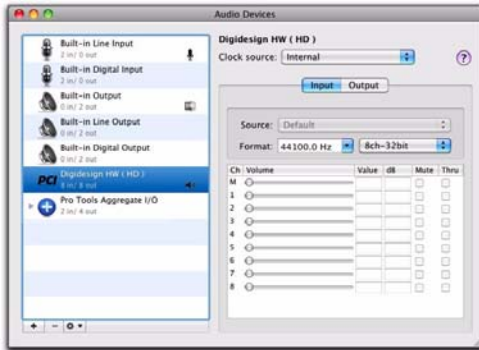 Audio Devices
Built-in Line Input
2 in/ 0 out
Built-in Digital Input
2 in/ 0 out
Built-in Output
0 in/ 2 out
Built-in Line Output
0 in/ 2 out
Built-in Digital Output
0 in/ 2 out
PCI
Digidesign HW ( HD )
8 in/ 8 out
Pro Tools Aggregate I/O
2 in/ 4 out
Digidesign HW ( HD )
Clock source: Internal
?
Input Output
Source: Default
Format: 44100.0 Hz 8ch-32bit
Ch Volume Value dB Mute Thru
M
1
2
3
4
5
6
7
8